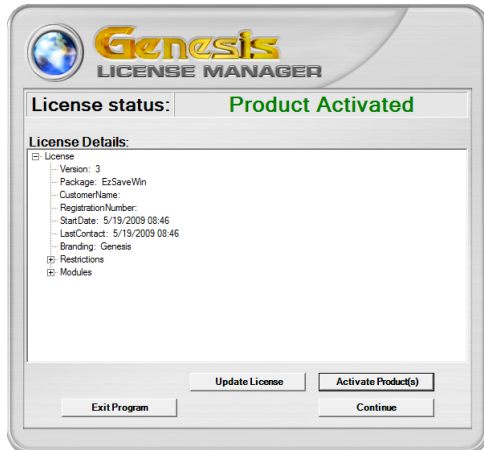 Genesis
LICENSE MANAGER
License status: Product Activated
License Details:
License
Version: 3
Package: EzSaveWin
CustomerName:
RegistrationNumber:
StartDate: 5/19/2009 08:46
LastContact: 5/19/2009 08:46
Branding: Genesis
Restrictions
Modules
Update License Activate Product(s)
Exit Program Continue